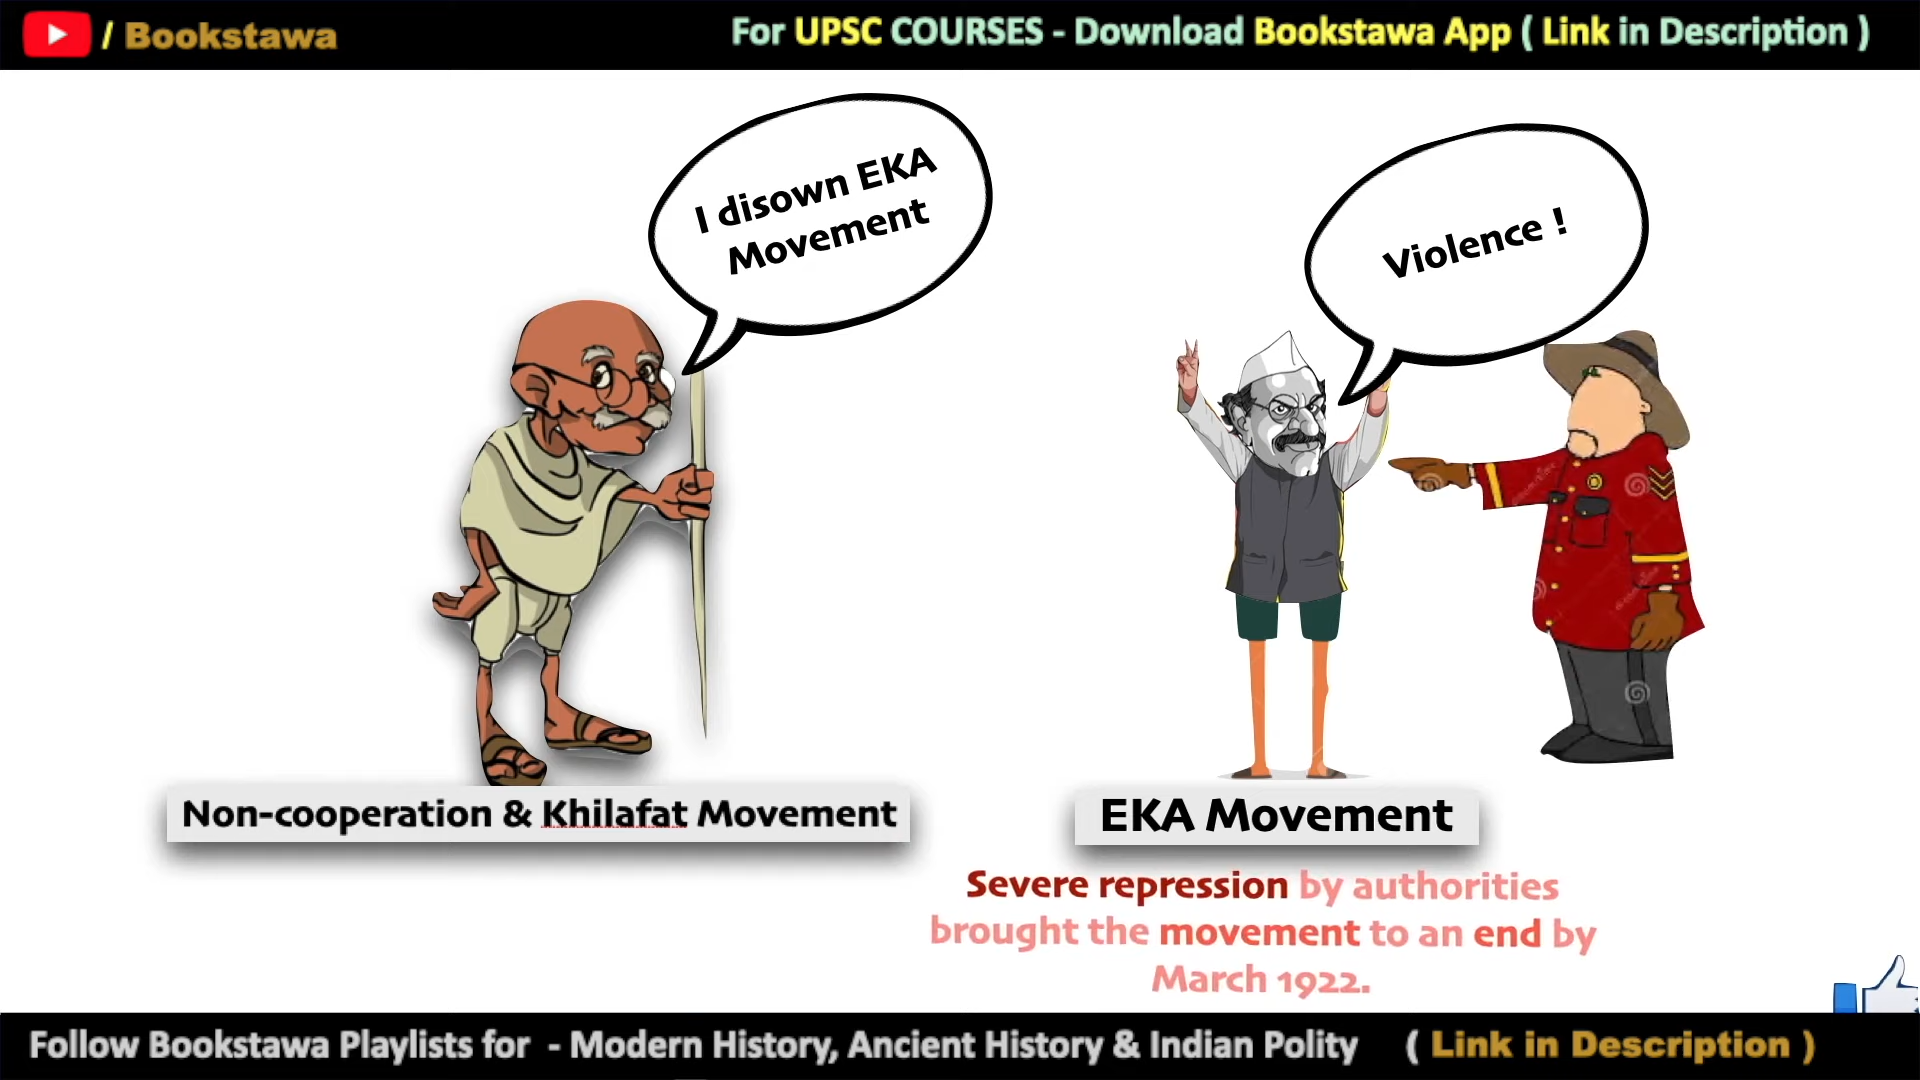 / Bookstawa
For UPSC COURSES - Download Bookstawa App ( Link in Description )
I disown EKA
Movement
Violence !
Non-cooperation & Khilafat Movement
EKA Movement
Severe repression by authorities
brought the movement to an end by
March 1922.
Follow Bookstawa Playlists for - Modern History, Ancient History & Indian Polity ( Link in Description )